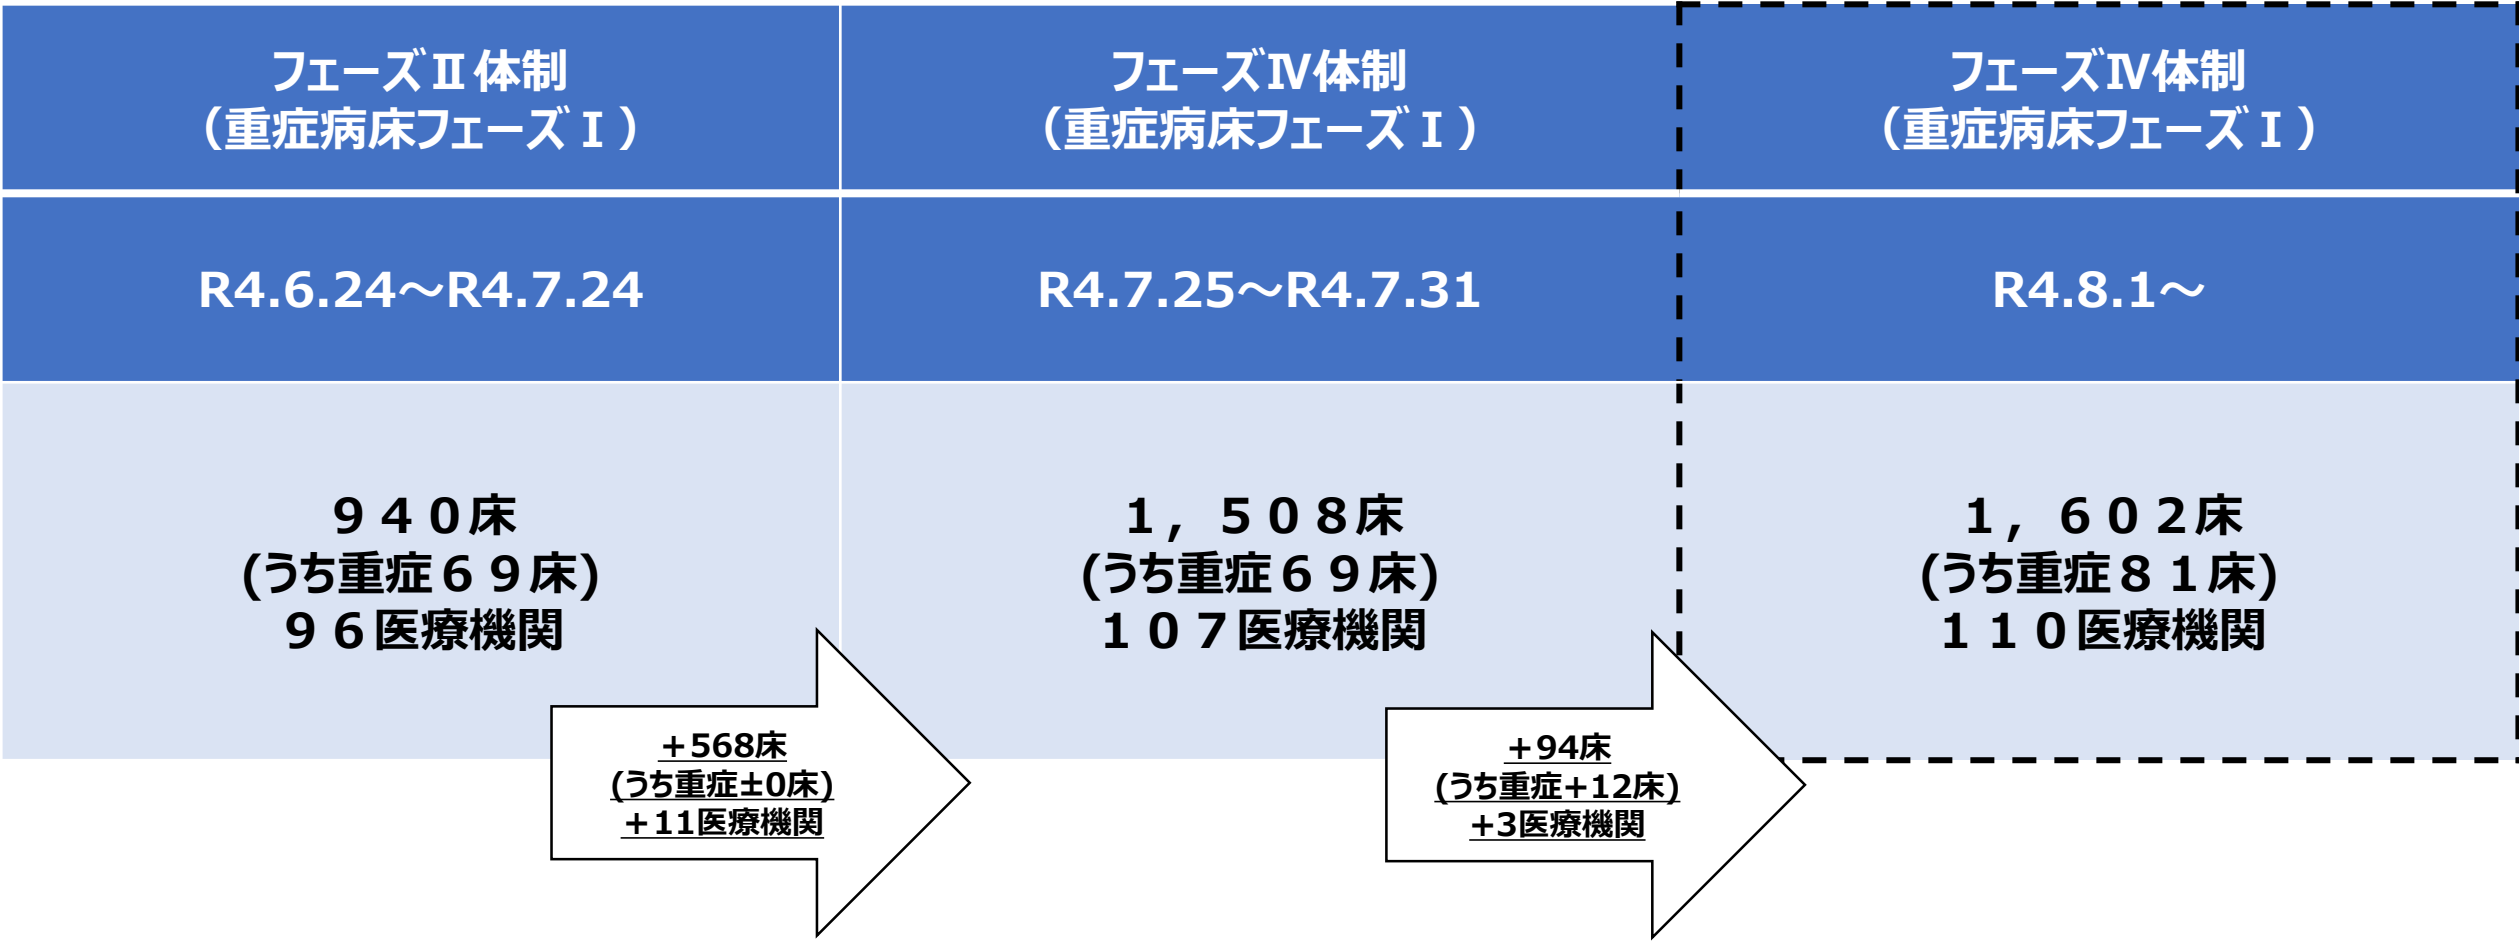 フェーズⅡ体制
（重症病床フェーズⅠ）
フェーズⅣ体制
（重症病床フェーズⅠ）
フェーズⅣ体制
（重症病床フェーズⅠ）
R4.6.24～R4.7.24
R4.7.25～R4.7.31
R4.8.1～
９４０床
(うち重症６９床)
９６医療機関
１，５０８床
(うち重症６９床)
１０７医療機関
１，６０２床
(うち重症８１床)
１１０医療機関
＋568床
(うち重症±0床)
＋11医療機関
＋94床
(うち重症+12床)
＋3医療機関